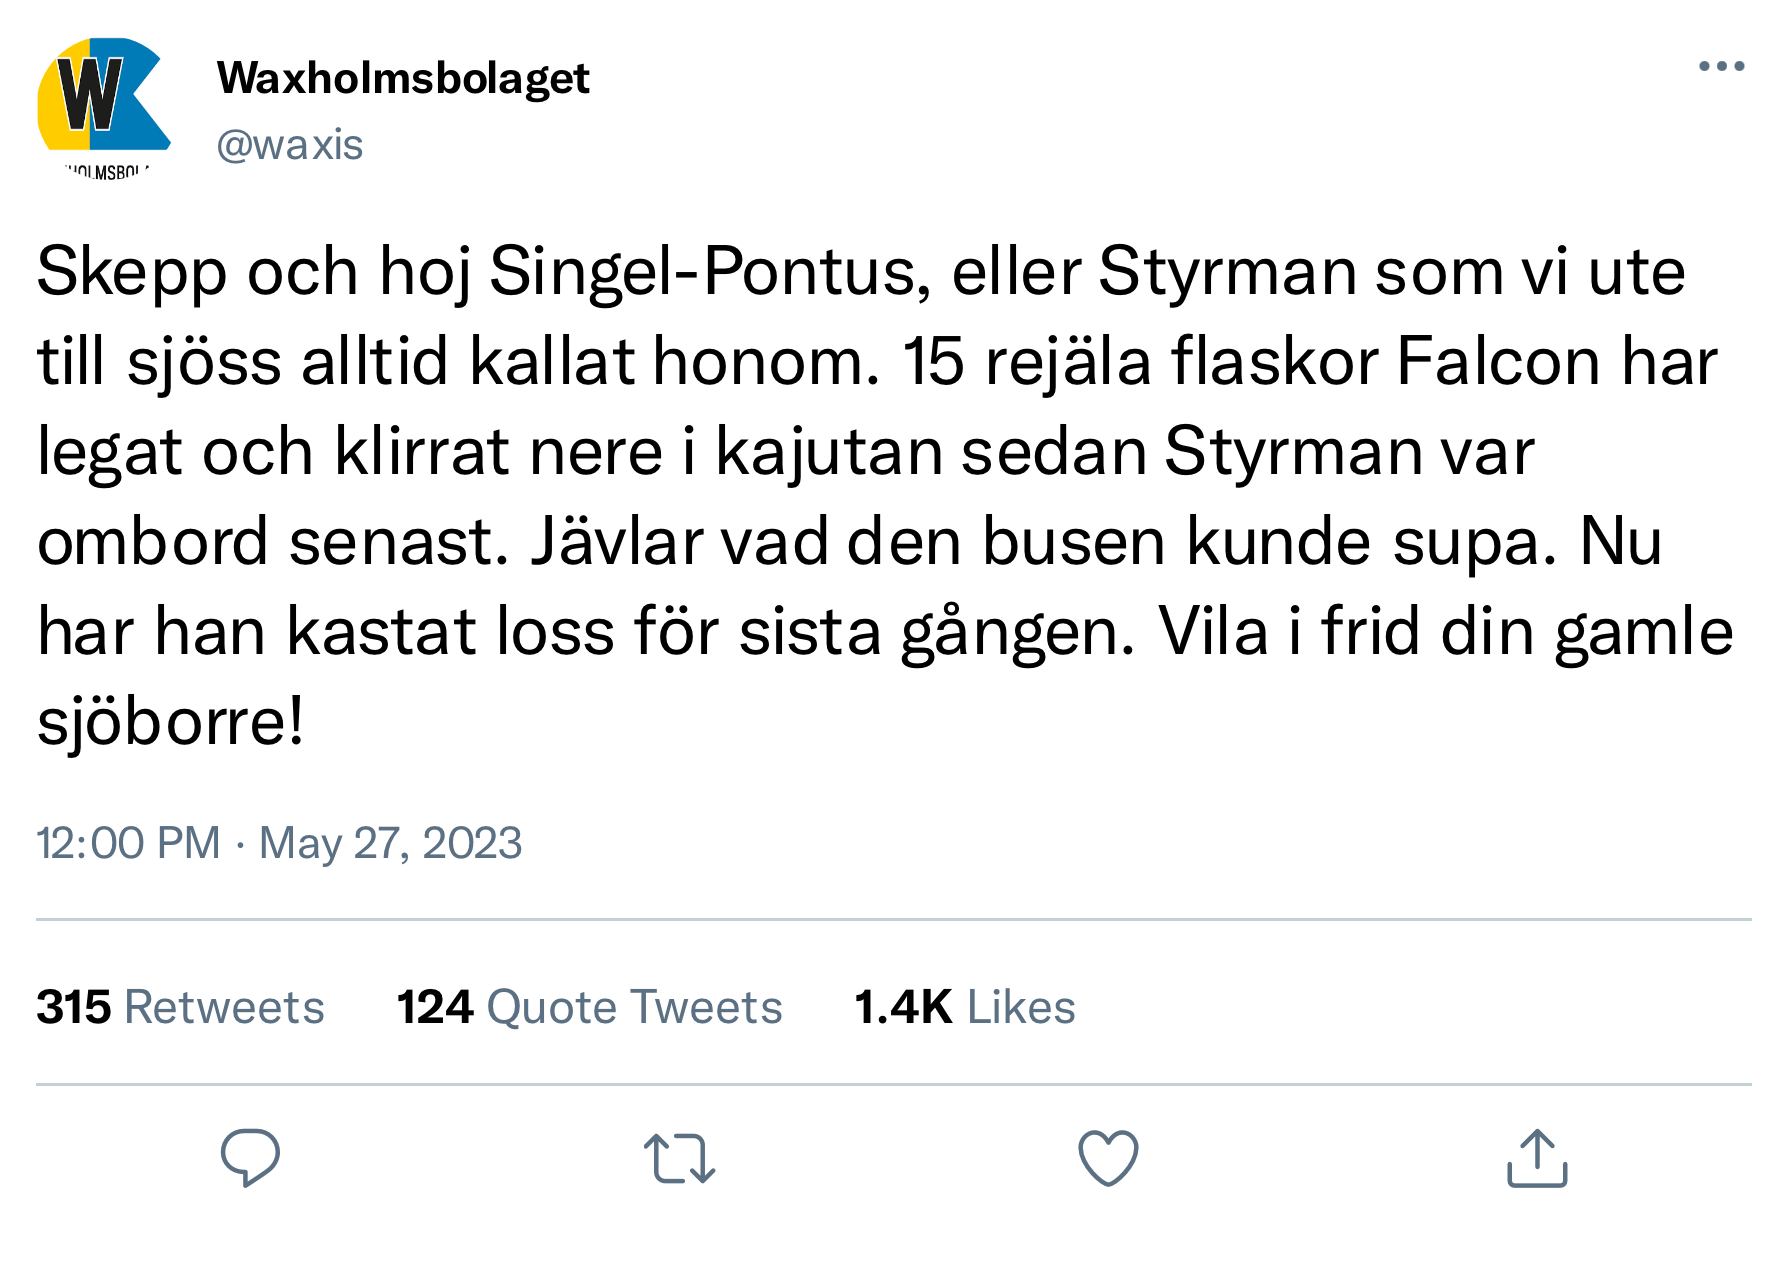 W
Waxholmsbolaget
@waxis
Skepp och hoj Singel-Pontus, eller Styrman som vi ute
till sjöss alltid kallat honom. 15 rejäla flaskor Falcon har
legat och klirrat nere i kajutan sedan Styrman var
ombord senast. Jävlar vad den busen kunde supa. Nu
har han kastat loss för sista gången. Vila i frid din gamle
sjöborre!
12:00 PM · May 27, 2023
315 Retweets 124 Quote Tweets 1.4K Likes